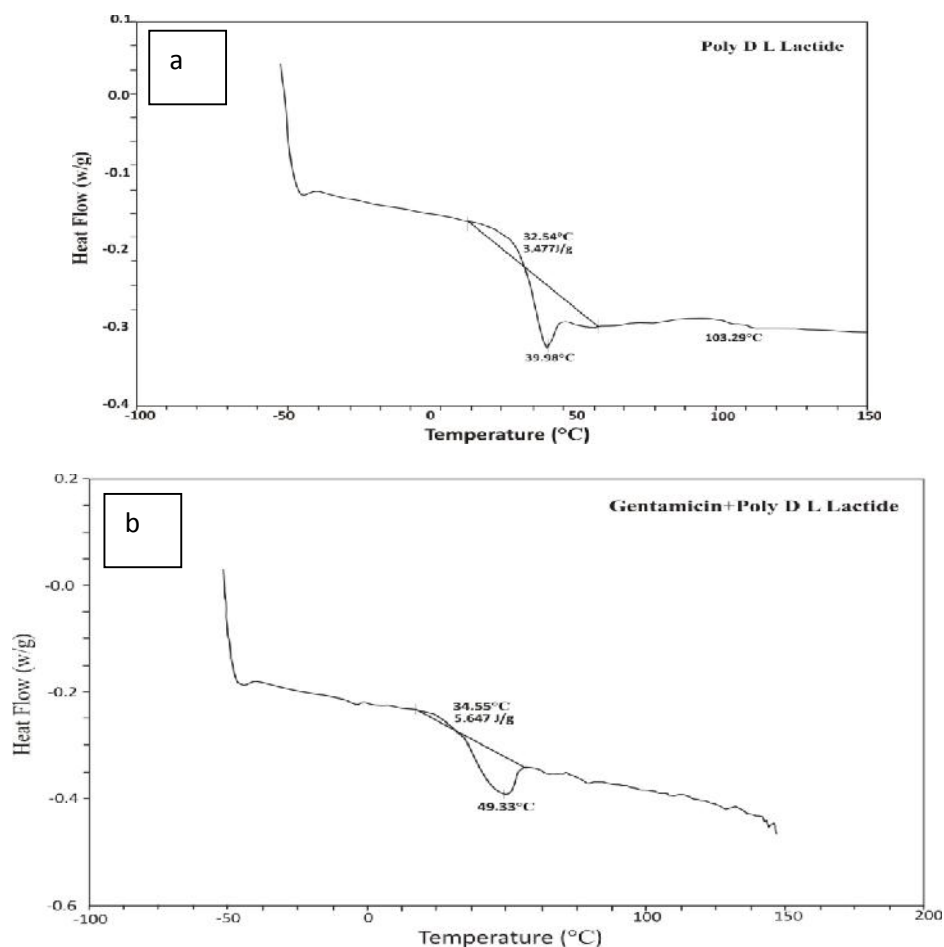 a
Poly D L Lactide
0.1
0.0
-0.1
-0.2
-0.3
-0.4
Heat Flow (w/g)
32.54°C
3.477J/g
39.98°C
103.29°C
-100
-50
0
50
100
150
Temperature (°C)
b
Gentamicin+Poly D L Lactide
0.2
-0.0
-0.2
-0.4
-0.6
Heat Flow (w/g)
34.55°C
5.647 J/g
49.33°C
-100
-50
0
100
150
200
Temperature (°C)